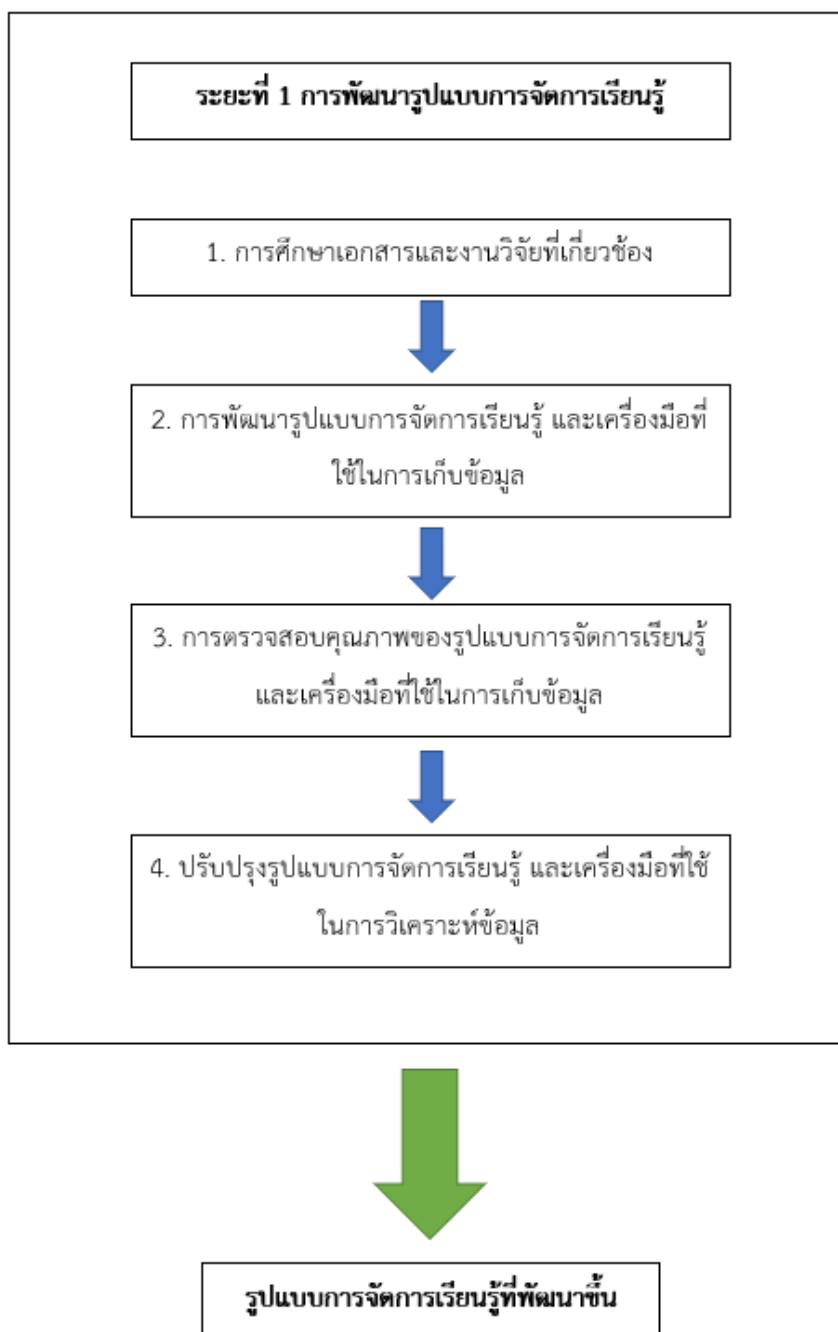 ระยะที่ 1 การพัฒนารูปแบบการจัดการเรียนรู้
1. การศึกษาเอกสารและงานวิจัยที่เกี่ยวช้อง
2. การพัฒนารูปแบบการจัดการเรียนรู้ และเครื่องมือที่
ใช้ในการเก็บข้อมูล
3. การตรวจสอบคุณภาพของรูปแบบการจัดการเรียนรู้
และเครื่องมือที่ใช้ในการเก็บข้อมูล
4. ปรับปรุงรูปแบบการจัดการเรียนรู้ และเครื่องมือที่ใช้
ในการวิเคราะห์ข้อมูล
รูปแบบการจัดการเรียนรู้ที่พัฒนาขึ้น